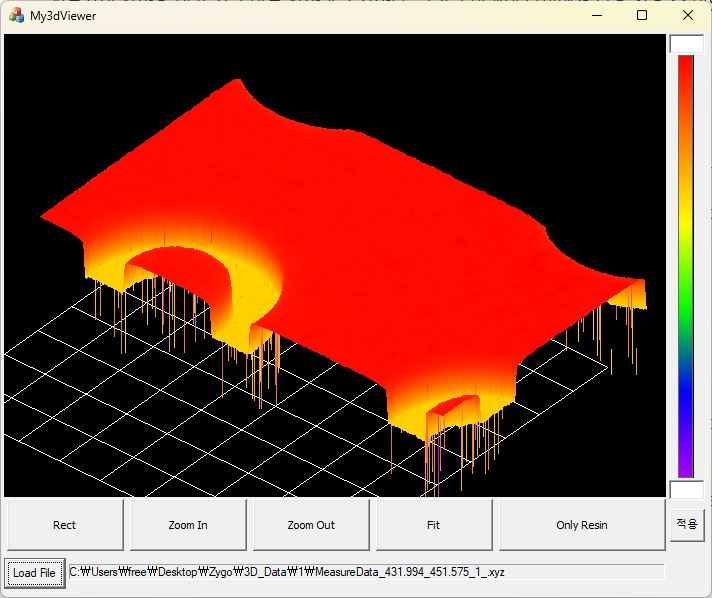 My3dViewer
Rect
Zoom In
Zoom Out
Fit
Only Resin
적용
Load File
C:₩Users₩free₩Desktop₩Zygo₩3D_Data₩1₩MeasureData_431.994_451.575_1_.xyz